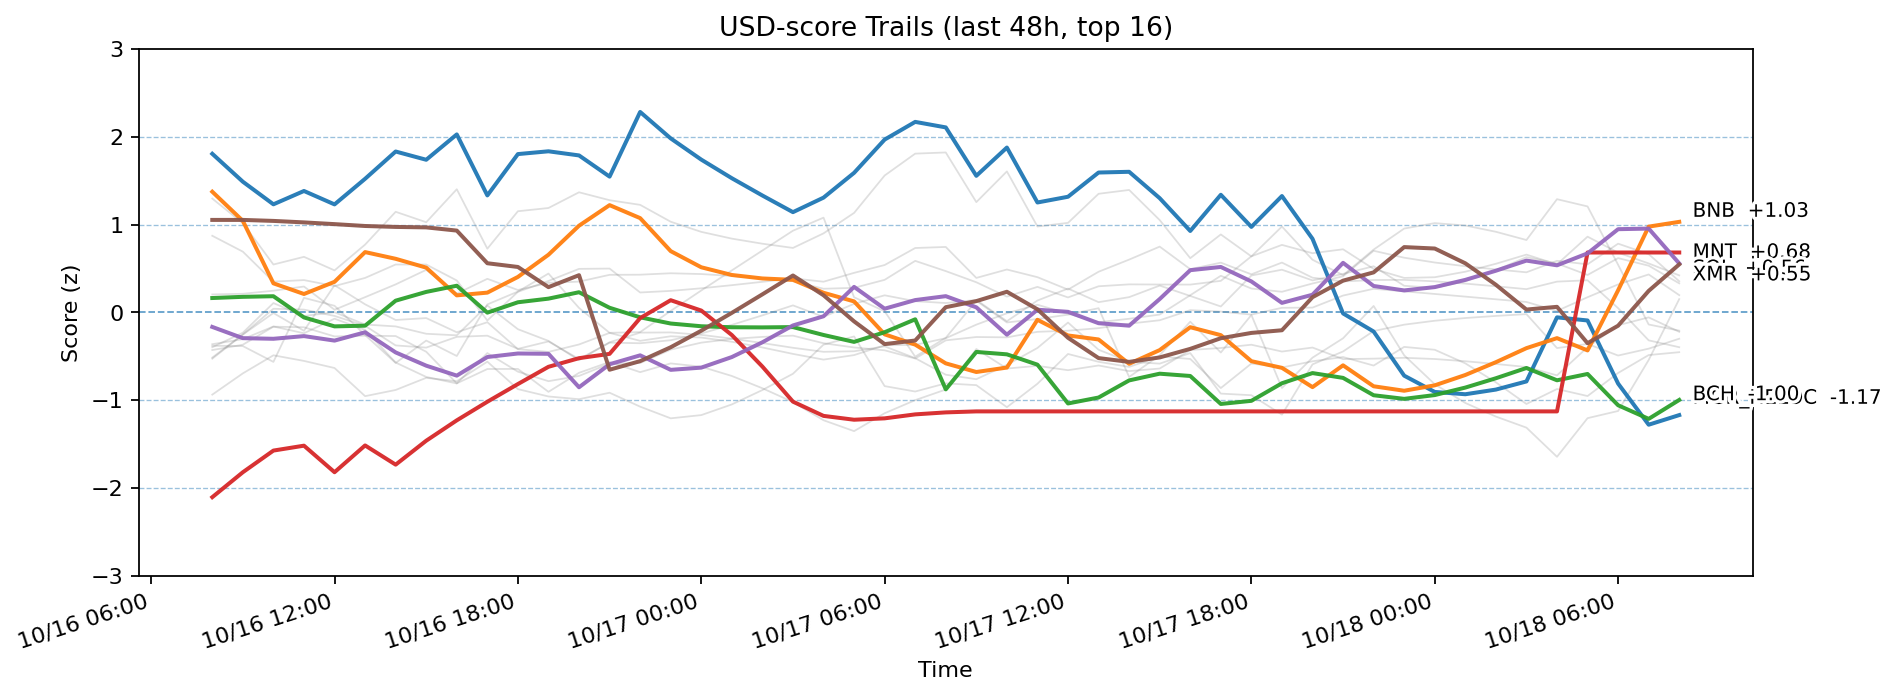 USD-score Trails (last 48h, top 16)
3
2
1
0
−1
−2
−3
Score (z)
BNB +1.03
MNT +0.68
XMR +0.55
BCH -1.00
C -1.17
10/16 06:00
10/16 12:00
10/16 18:00
10/17 00:00
10/17 06:00
10/17 12:00
10/17 18:00
10/18 00:00
10/18 06:00
Time